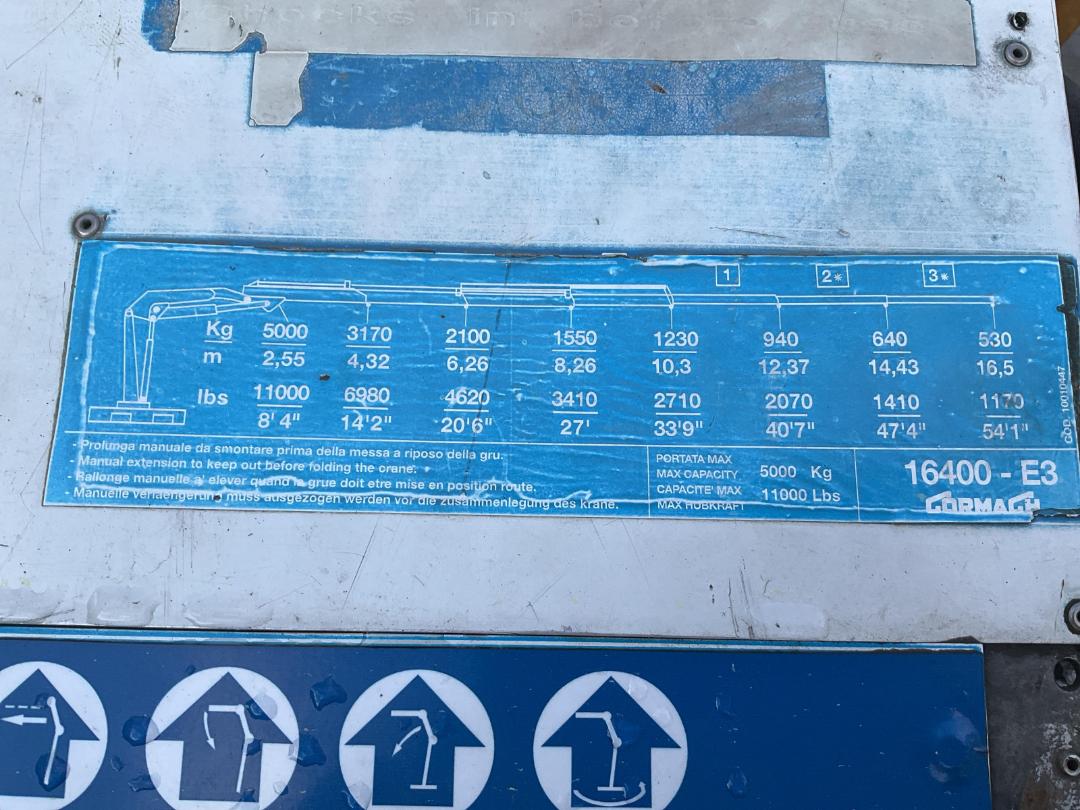 hooks in
1 2* 3*
Kg 5000 3170 2100 1550 1230 940 640 530
m 2,55 4,32 6,26 8,26 10,3 12,37 14,43 16,5
lbs 11000 6980 4620 3410 2710 2070 1410 1170
8' 4" 14'2" 20'6" 27' 33'9" 40'7" 47'4" 54'1"
COD. 10010447
- Prolunga manuale da smontare prima della messa a riposo della gru.
- Manual extension to keep out before folding the crane.
- Rallonge manuelle a' elever quand la grue doit etre mise en position route.
- Manuelle verlaengerung muss ausgezogen werden vor die zusammenlegung des krane.
PORTATA MAX
MAX CAPACITY 5000 Kg
CAPACITE' MAX 11000 Lbs
MAX HUBKRAFT
16400 - E3
CORMACH